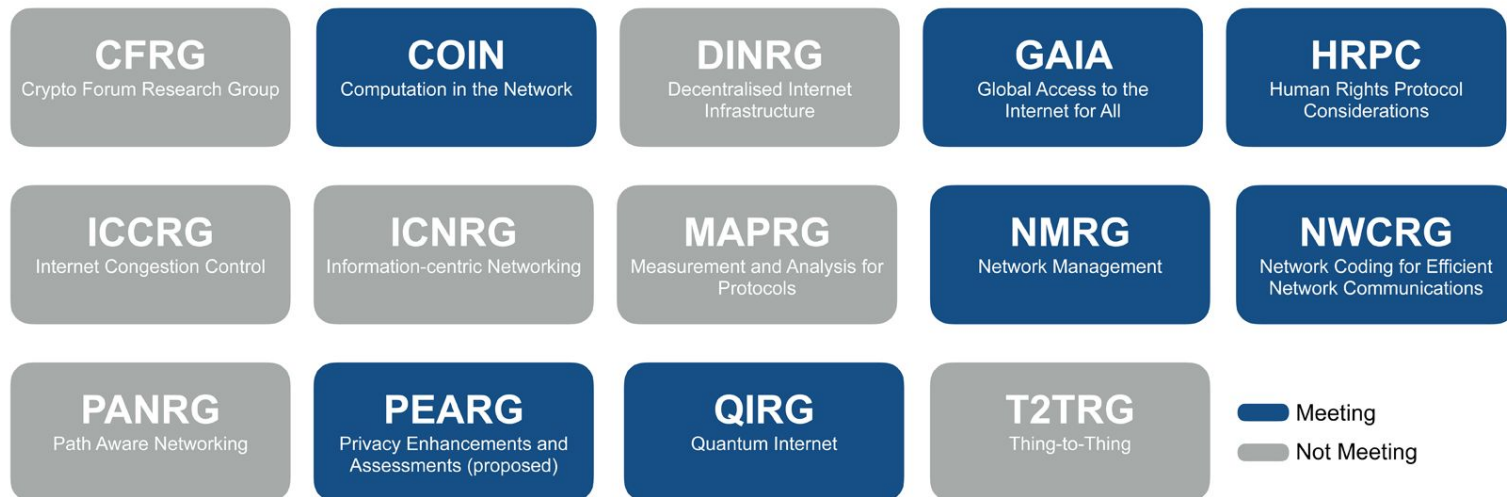 CFRG
Crypto Forum Research Group
COIN
Computation in the Network
DINRG
Decentralised Internet
Infrastructure
GAIA
Global Access to the
Internet for All
HRPC
Human Rights Protocol
Considerations
ICCRG
Internet Congestion Control
ICNRG
Information-centric Networking
MAPRG
Measurement and Analysis for
Protocols
NMRG
Network Management
NWCRG
Network Coding for Efficient
Network Communications
PANRG
Path Aware Networking
PEARG
Privacy Enhancements and
Assessments (proposed)
QIRG
Quantum Internet
T2TRG
Thing-to-Thing
Meeting
Not Meeting